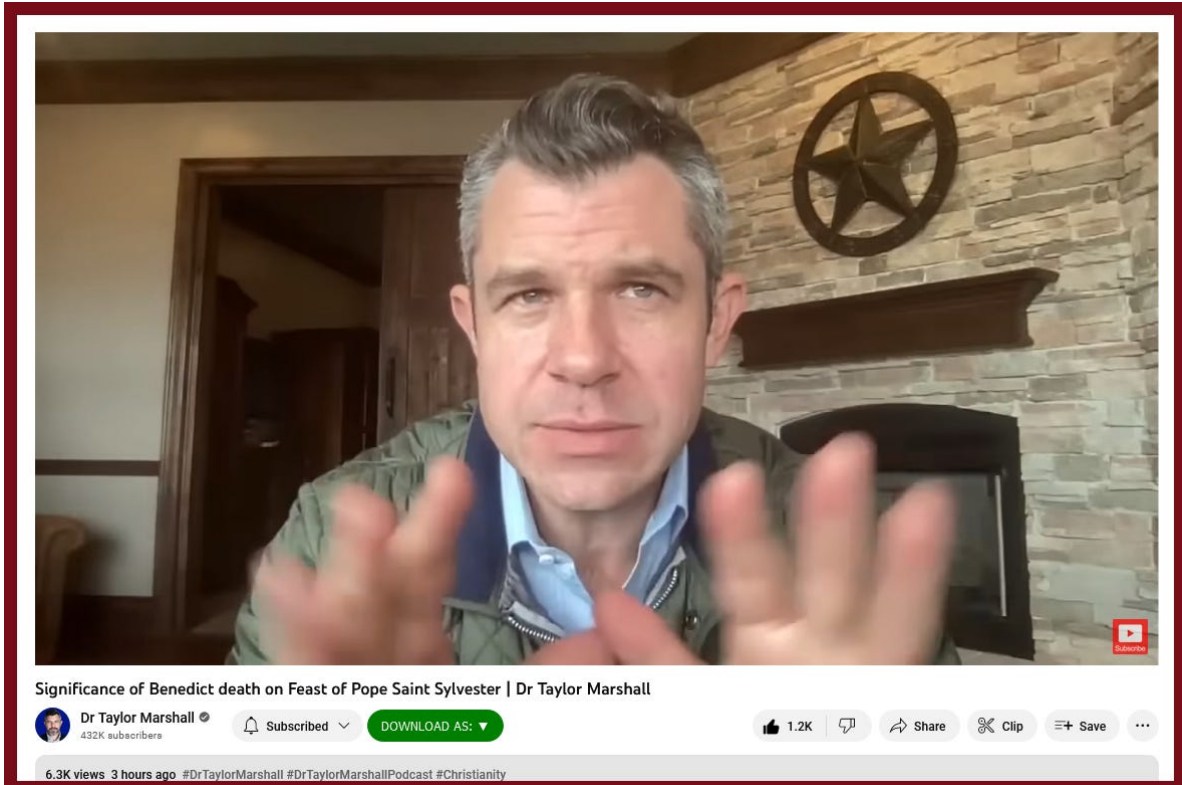 Subscribe
Significance of Benedict death on Feast of Pope Saint Sylvester | Dr Taylor Marshall
Dr Taylor Marshall
432K subscribers
Subscribed
DOWNLOAD AS: ▼
1.2K
Share
Clip
Save
6.3K views 3 hours ago #DrTaylorMarshall #DrTaylorMarshallPodcast #Christianity